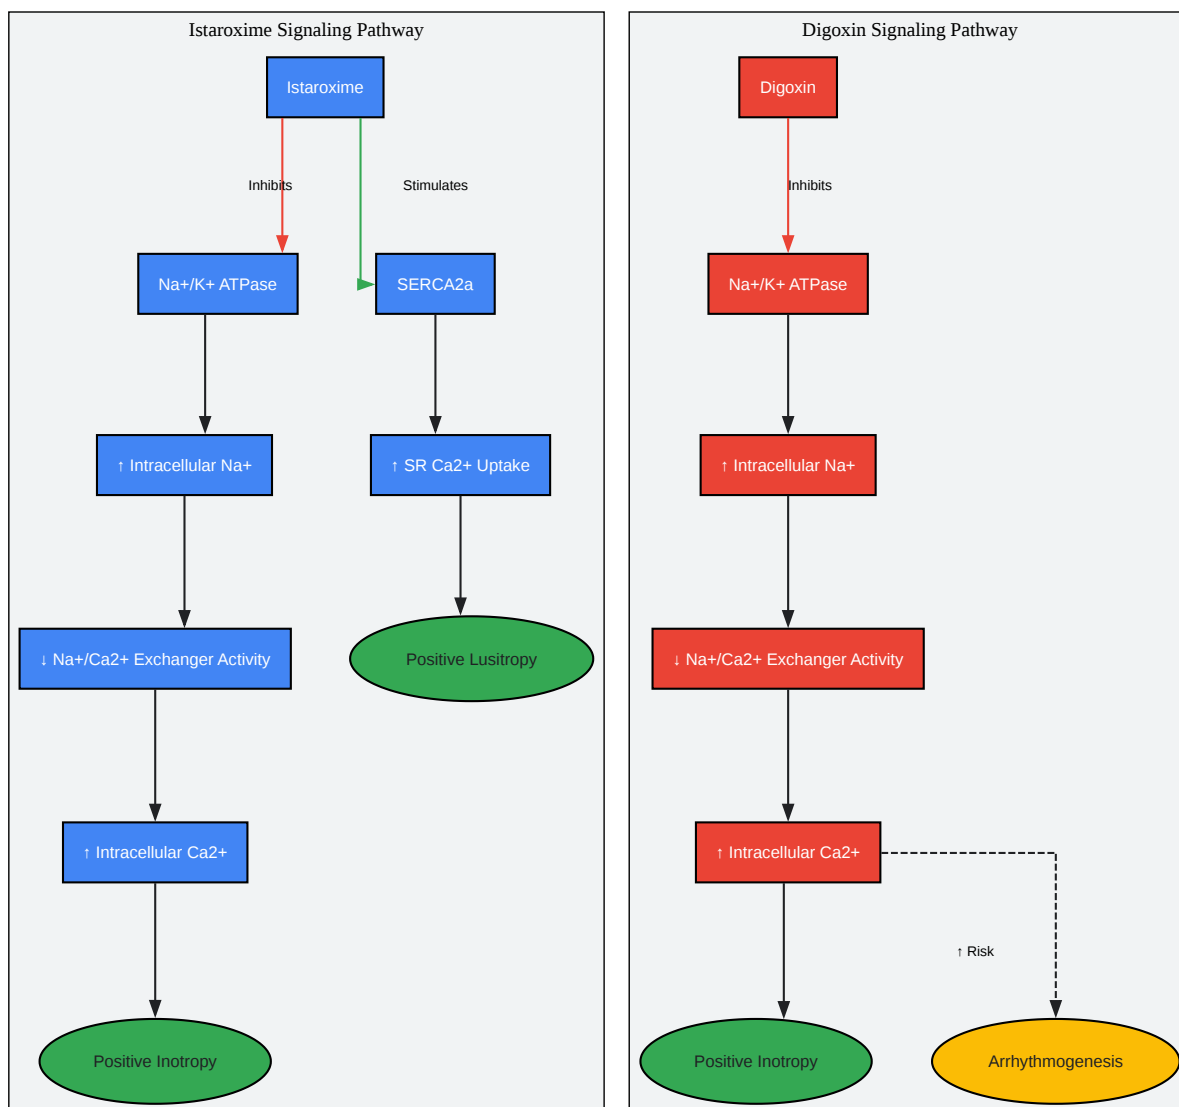 Istaroxime Signaling Pathway
Istaroxime
Inhibits
Stimulates
Na+/K+ ATPase
SERCA2a
↑ Intracellular Na+
↑ SR Ca2+ Uptake
↓ Na+/Ca2+ Exchanger Activity
Positive Lusitropy
↑ Intracellular Ca2+
Positive Inotropy
Digoxin Signaling Pathway
Digoxin
Inhibits
Na+/K+ ATPase
↑ Intracellular Na+
↓ Na+/Ca2+ Exchanger Activity
↑ Intracellular Ca2+
↑ Risk
Positive Inotropy
Arrhythmogenesis